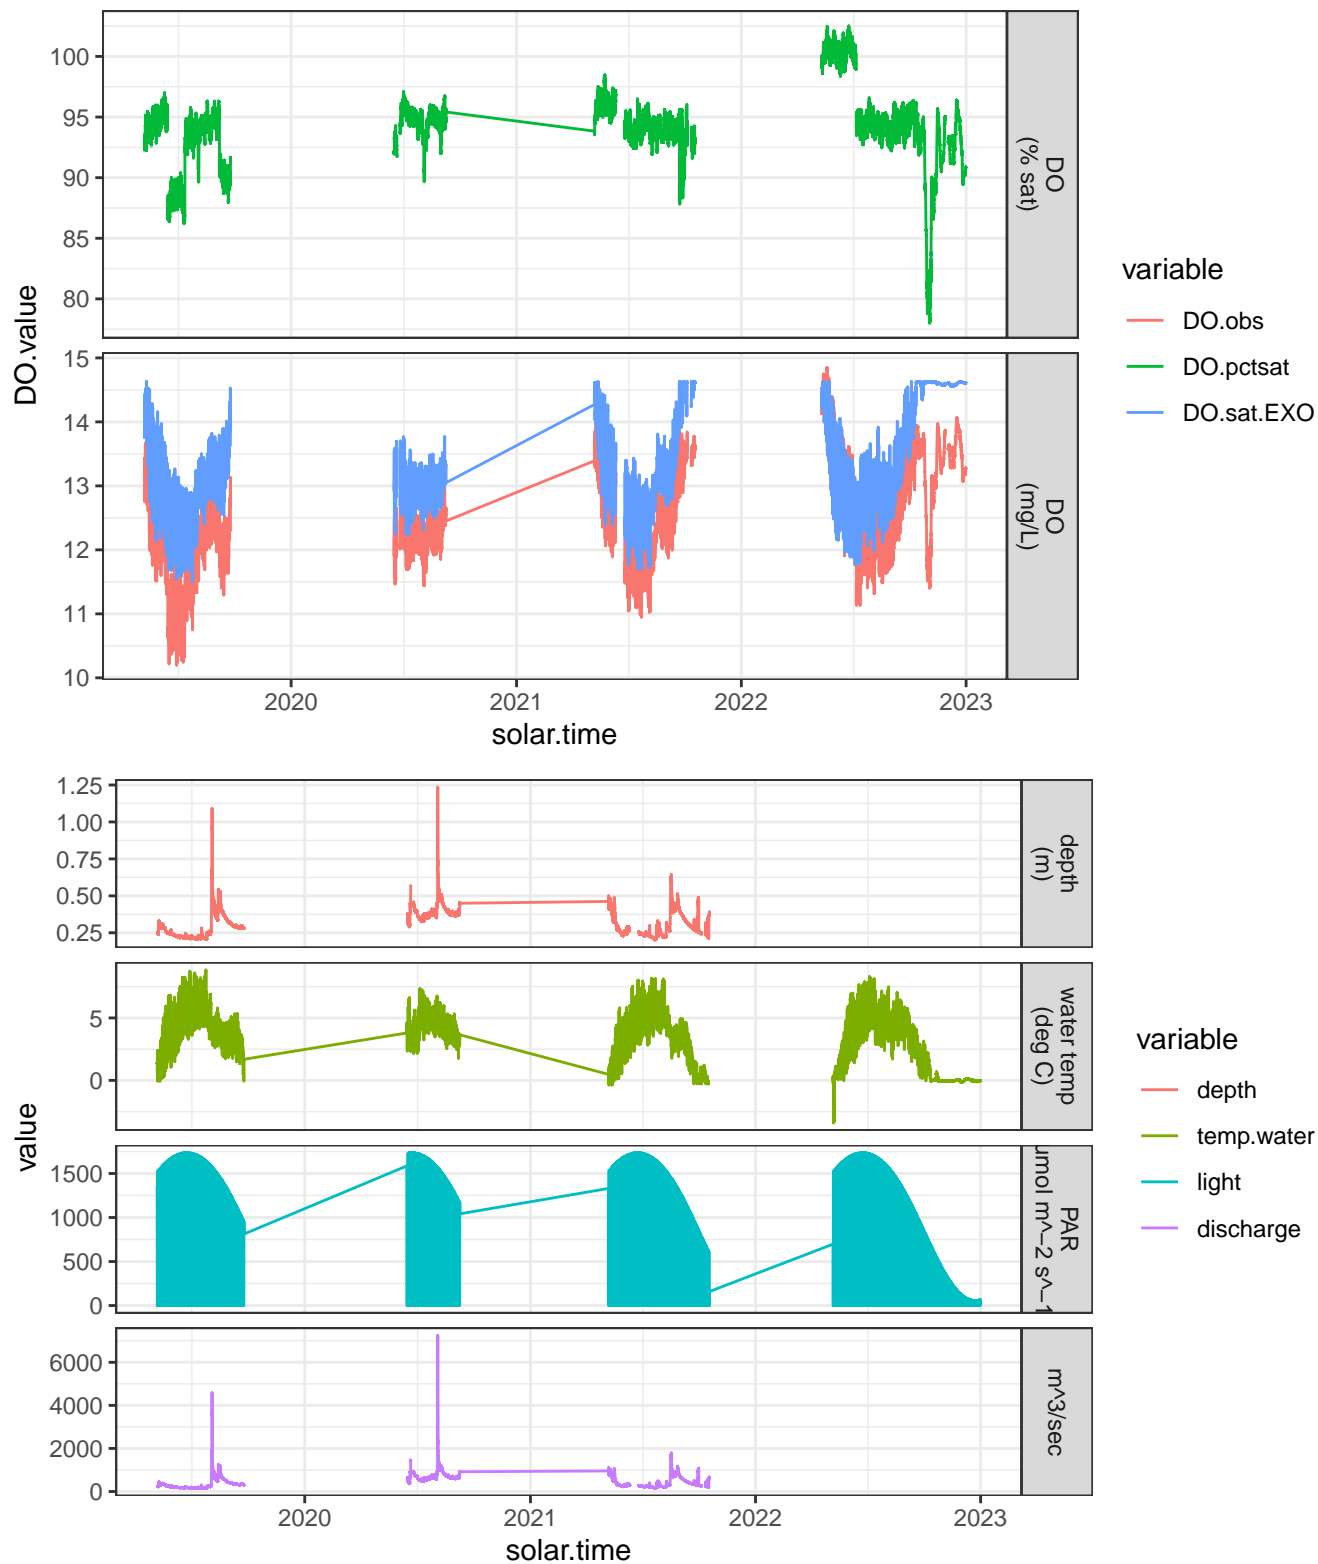 100
95
90
85
80
DO
(% sat)
15
14
13
12
11
10
DO
(mg/L)
DO.value
2020
2021
2022
2023
solar.time
variable
DO.obs
DO.pctsat
DO.sat.EXO
1.25
1.00
0.75
0.50
0.25
depth
(m)
5
0
water temp
(deg C)
1500
1000
500
0
PAR
umol m^-2 s^-1
6000
4000
2000
0
m^3/sec
value
2020
2021
2022
2023
solar.time
variable
depth
temp.water
light
discharge